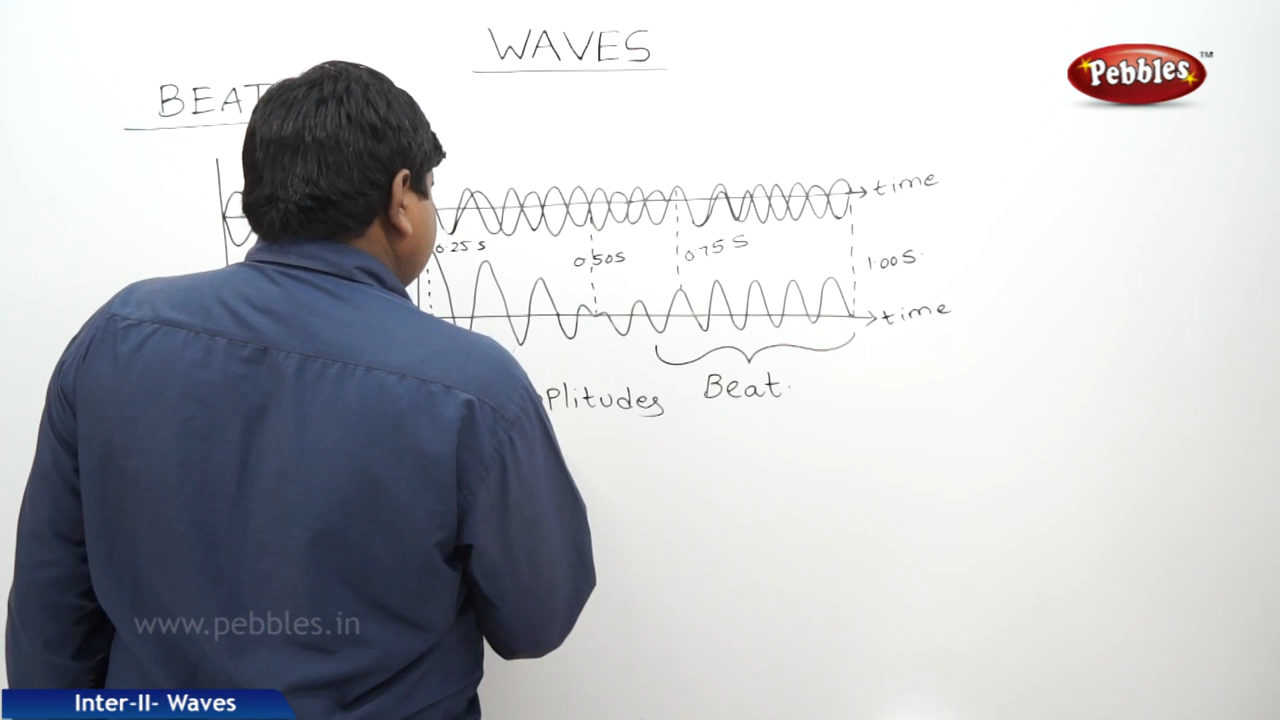 WAVES
Pebbles TM
BEAT
time
0.25 S
0.50S
0.75 S
1.00S.
time
Beat.
plitudes
www.pebbles.in
Inter-II- Waves